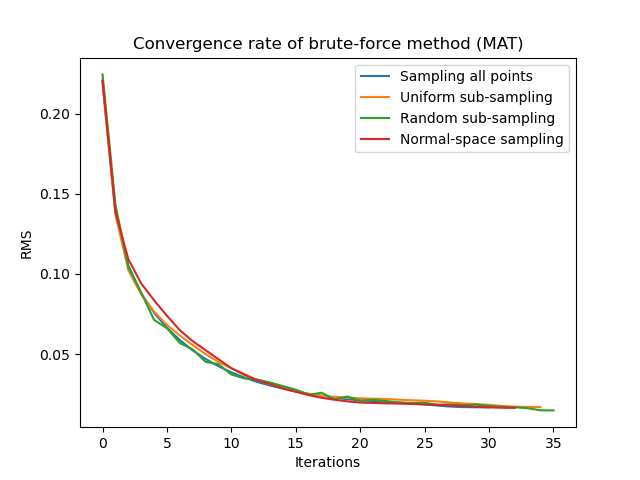 Convergence rate of brute-force method (MAT)
Sampling all points
Uniform sub-sampling
Random sub-sampling
Normal-space sampling
RMS
0.20
0.15
0.10
0.05
0 5 10 15 20 25 30 35
Iterations